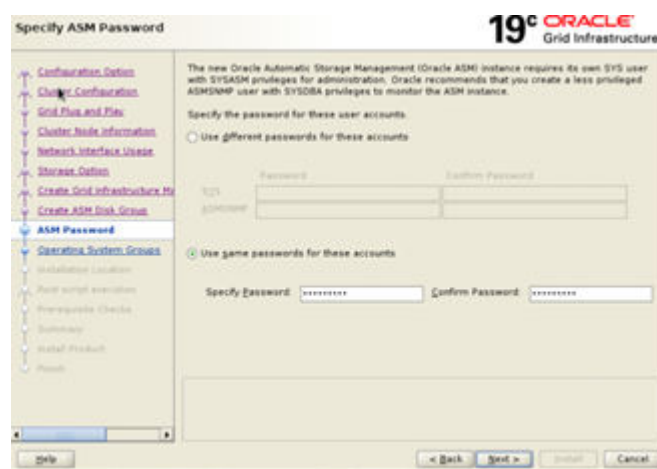 Specify ASM Password
19c ORACLE
Grid Infrastructure
Configuration Option
Cluster Configuration
Grid Plug and Play
Cluster Node Information
Network Interface Usage
Storage Option
Create Grid Infrastructure Ma
Create ASM Disk Group
ASM Password
Operating System Groups
Installation Location
Root script execution
Prerequisite Checks
Summary
Install Product
Finish
The new Oracle Automatic Storage Management (Oracle ASM) instance requires its own SYS user
with SYSASM privileges for administration. Oracle recommends that you create a less privileged
ASMSNMP user with SYSDBA privileges to monitor the ASM instance.
Specify the password for these user accounts.
Use different passwords for these accounts
Password Confirm Password
SYS
ASMSNMP
Use same passwords for these accounts
Specify Password: Confirm Password:
Help < Back Next > Install Cancel